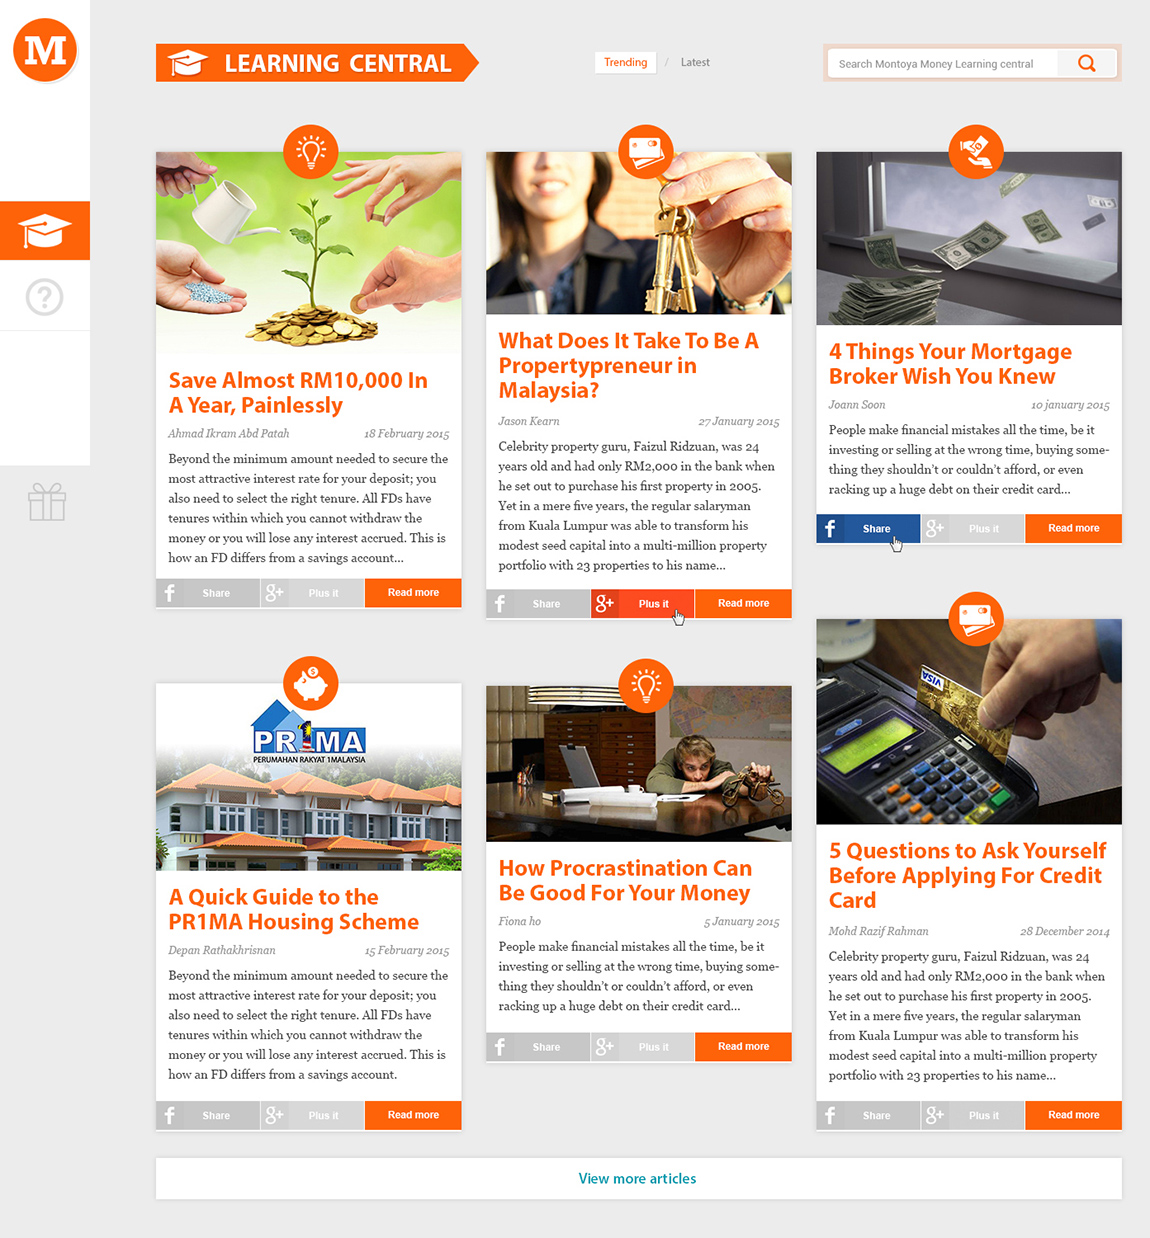 M
LEARNING CENTRAL
Trending / Latest
Search Montoya Money Learning central
Save Almost RM10,000 In
A Year, Painlessly
Ahmad Ikram Abd Patah 18 February 2015
Beyond the minimum amount needed to secure the
most attractive interest rate for your deposit; you
also need to select the right tenure. All FDs have
tenures within which you cannot withdraw the
money or you will lose any interest accrued. This is
how an FD differs from a savings account...
f Share g+ Plus it Read more
What Does It Take To Be A
Propertypreneur in
Malaysia?
Jason Kearn 27 January 2015
Celebrity property guru, Faizul Ridzuan, was 24
years old and had only RM2,000 in the bank when
he set out to purchase his first property in 2005.
Yet in a mere five years, the regular salaryman
from Kuala Lumpur was able to transform his
modest seed capital into a multi-million property
portfolio with 23 properties to his name...
f Share g+ Plus it Read more
4 Things Your Mortgage
Broker Wish You Knew
Joann Soon 10 january 2015
People make financial mistakes all the time, be it
investing or selling at the wrong time, buying some-
thing they shouldn't or couldn't afford, or even
racking up a huge debt on their credit card...
f Share g+ Plus it Read more
PR1MA
PERUMAHAN RAKYAT 1MALAYSIA
A Quick Guide to the
PR1MA Housing Scheme
Depan Rathakhrisnan 15 February 2015
Beyond the minimum amount needed to secure the
most attractive interest rate for your deposit; you
also need to select the right tenure. All FDs have
tenures within which you cannot withdraw the
money or you will lose any interest accrued. This is
how an FD differs from a savings account.
f Share g+ Plus it Read more
How Procrastination Can
Be Good For Your Money
Fiona ho 5 January 2015
People make financial mistakes all the time, be it
investing or selling at the wrong time, buying some-
thing they shouldn't or couldn't afford, or even
racking up a huge debt on their credit card...
f Share g+ Plus it Read more
VISA
5 Questions to Ask Yourself
Before Applying For Credit
Card
Mohd Razif Rahman 28 December 2014
Celebrity property guru, Faizul Ridzuan, was 24
years old and had only RM2,000 in the bank when
he set out to purchase his first property in 2005.
Yet in a mere five years, the regular salaryman
from Kuala Lumpur was able to transform his
modest seed capital into a multi-million property
portfolio with 23 properties to his name...
f Share g+ Plus it Read more
View more articles